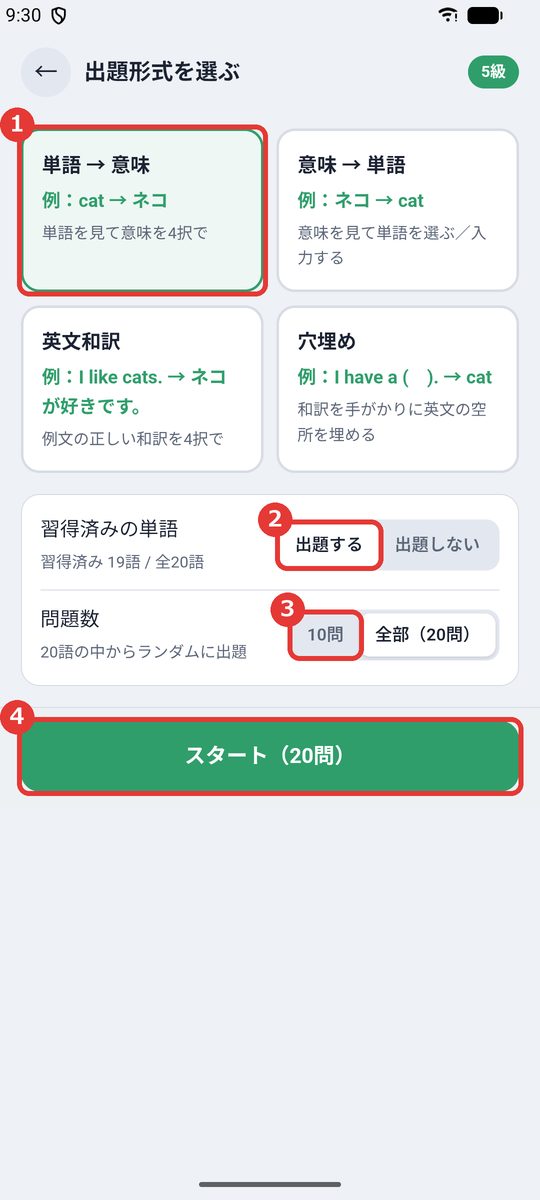 9:30
← 出題形式を選ぶ 5級
1
単語 → 意味
例：cat → ネコ
単語を見て意味を4択で
意味 → 単語
例：ネコ → cat
意味を見て単語を選ぶ／入
力する
英文和訳
例：I like cats. → ネコ
が好きです。
例文の正しい和訳を4択で
穴埋め
例：I have a (　). → cat
和訳を手がかりに英文の空
所を埋める
習得済みの単語
習得済み 19語 / 全20語
2
出題する 出題しない
問題数
20語の中からランダムに出題
3
10問 全部（20問）
4
スタート（20問）